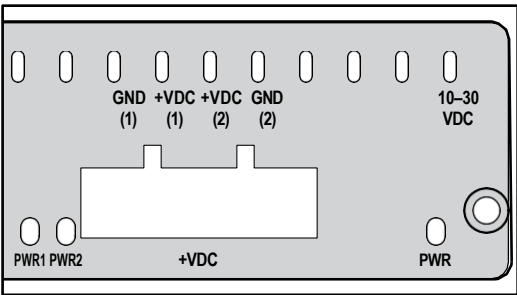 GND +VDC +VDC GND 10–30
(1) (1) (2) (2) VDC
PWR1 PWR2 +VDC PWR